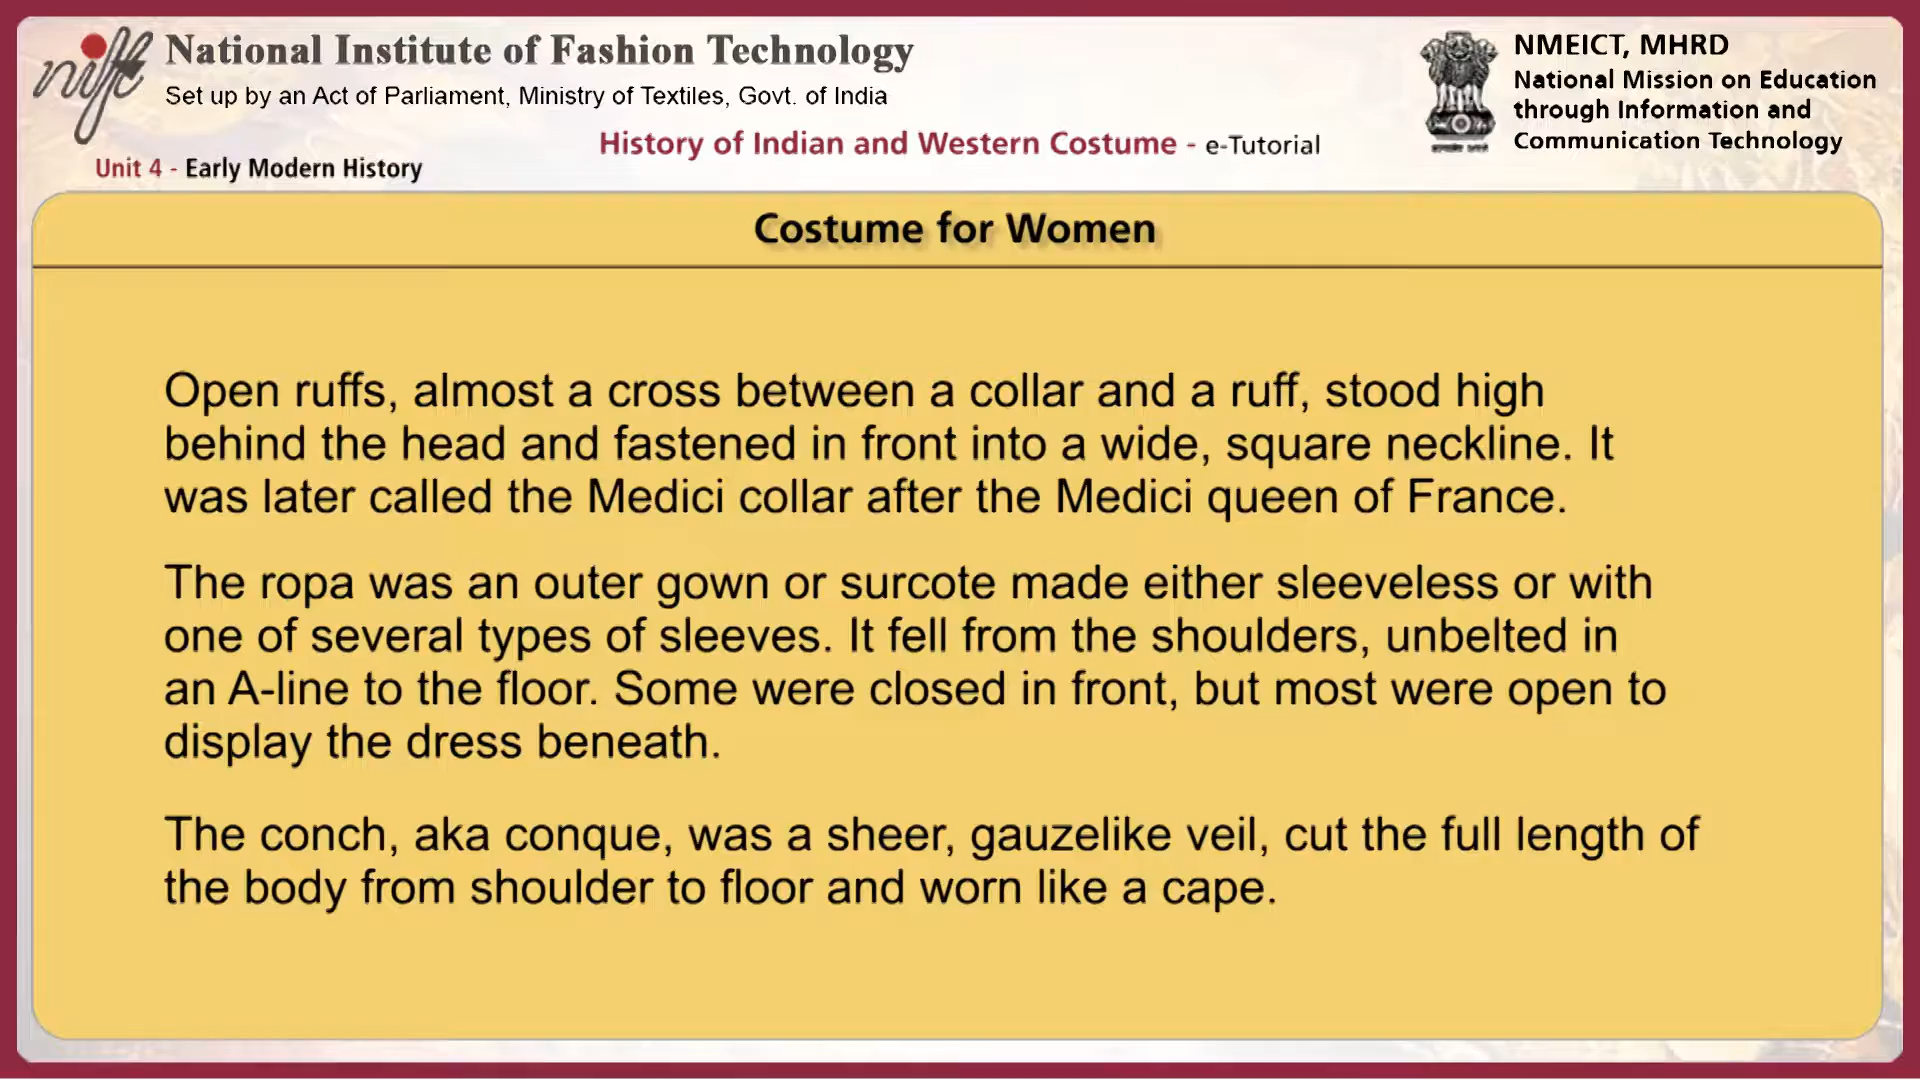 nift
National Institute of Fashion Technology
Set up by an Act of Parliament, Ministry of Textiles, Govt. of India
NMEICT, MHRD
National Mission on Education
through Information and
Communication Technology
History of Indian and Western Costume - e-Tutorial
Unit 4 - Early Modern History
Costume for Women
Open ruffs, almost a cross between a collar and a ruff, stood high
behind the head and fastened in front into a wide, square neckline. It
was later called the Medici collar after the Medici queen of France.
The ropa was an outer gown or surcote made either sleeveless or with
one of several types of sleeves. It fell from the shoulders, unbelted in
an A-line to the floor. Some were closed in front, but most were open to
display the dress beneath.
The conch, aka conque, was a sheer, gauzelike veil, cut the full length of
the body from shoulder to floor and worn like a cape.